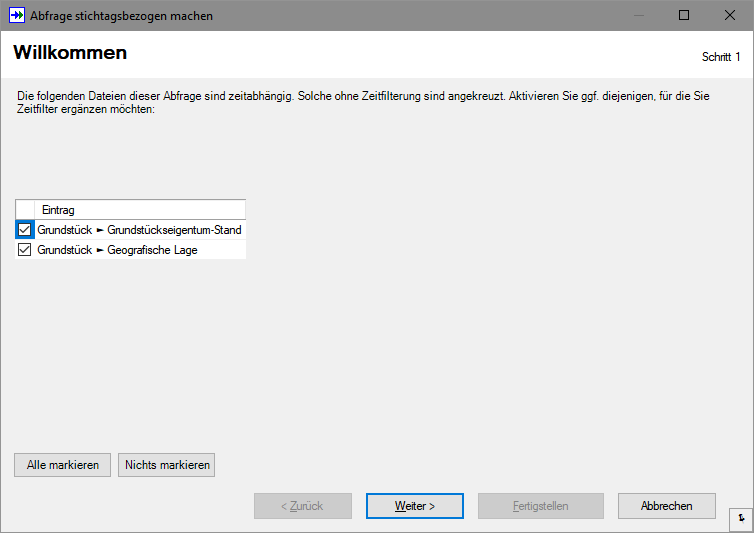 Abfrage stichtagsbezogen machen
Willkommen
Schritt 1
Die folgenden Dateien dieser Abfrage sind zeitabhängig. Solche ohne Zeitfilterung sind angekreuzt. Aktivieren Sie ggf. diejenigen, für die Sie
Zeitfilter ergänzen möchten:
Eintrag
Grundstück ► Grundstückseigentum-Stand
Grundstück ► Geografische Lage
Alle markieren
Nichts markieren
< Zurück
Weiter >
Fertigstellen
Abbrechen